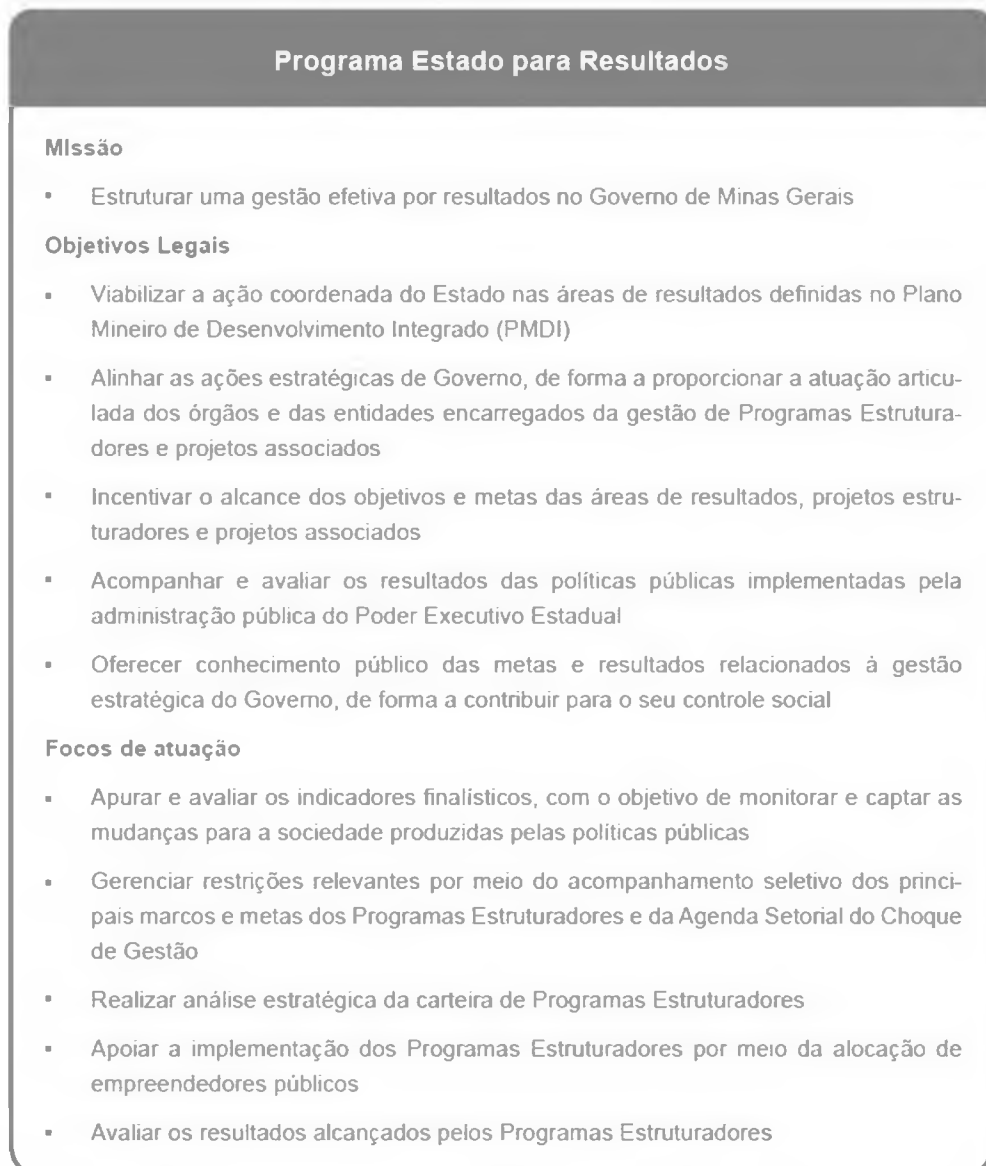 Programa Estado para Resultados
MIssão
▪ Estruturar uma gestão efetiva por resultados no Governo de Minas Gerais
Objetivos Legais
▪ Viabilizar a ação coordenada do Estado nas áreas de resultados definidas no Plano
Mineiro de Desenvolvimento Integrado (PMDI)
▪ Alinhar as ações estratégicas de Governo, de forma a proporcionar a atuação articu-
lada dos órgãos e das entidades encarregados da gestão de Programas Estrutura-
dores e projetos associados
▪ Incentivar o alcance dos objetivos e metas das áreas de resultados, projetos estru-
turadores e projetos associados
▪ Acompanhar e avaliar os resultados das políticas públicas implementadas pela
administração pública do Poder Executivo Estadual
▪ Oferecer conhecimento público das metas e resultados relacionados à gestão
estratégica do Governo, de forma a contribuir para o seu controle social
Focos de atuação
▪ Apurar e avaliar os indicadores finalísticos, com o objetivo de monitorar e captar as
mudanças para a sociedade produzidas pelas políticas públicas
▪ Gerenciar restrições relevantes por meio do acompanhamento seletivo dos princi-
pais marcos e metas dos Programas Estruturadores e da Agenda Setorial do Choque
de Gestão
▪ Realizar análise estratégica da carteira de Programas Estruturadores
▪ Apoiar a implementação dos Programas Estruturadores por meio da alocação de
empreendedores públicos
▪ Avaliar os resultados alcançados pelos Programas Estruturadores